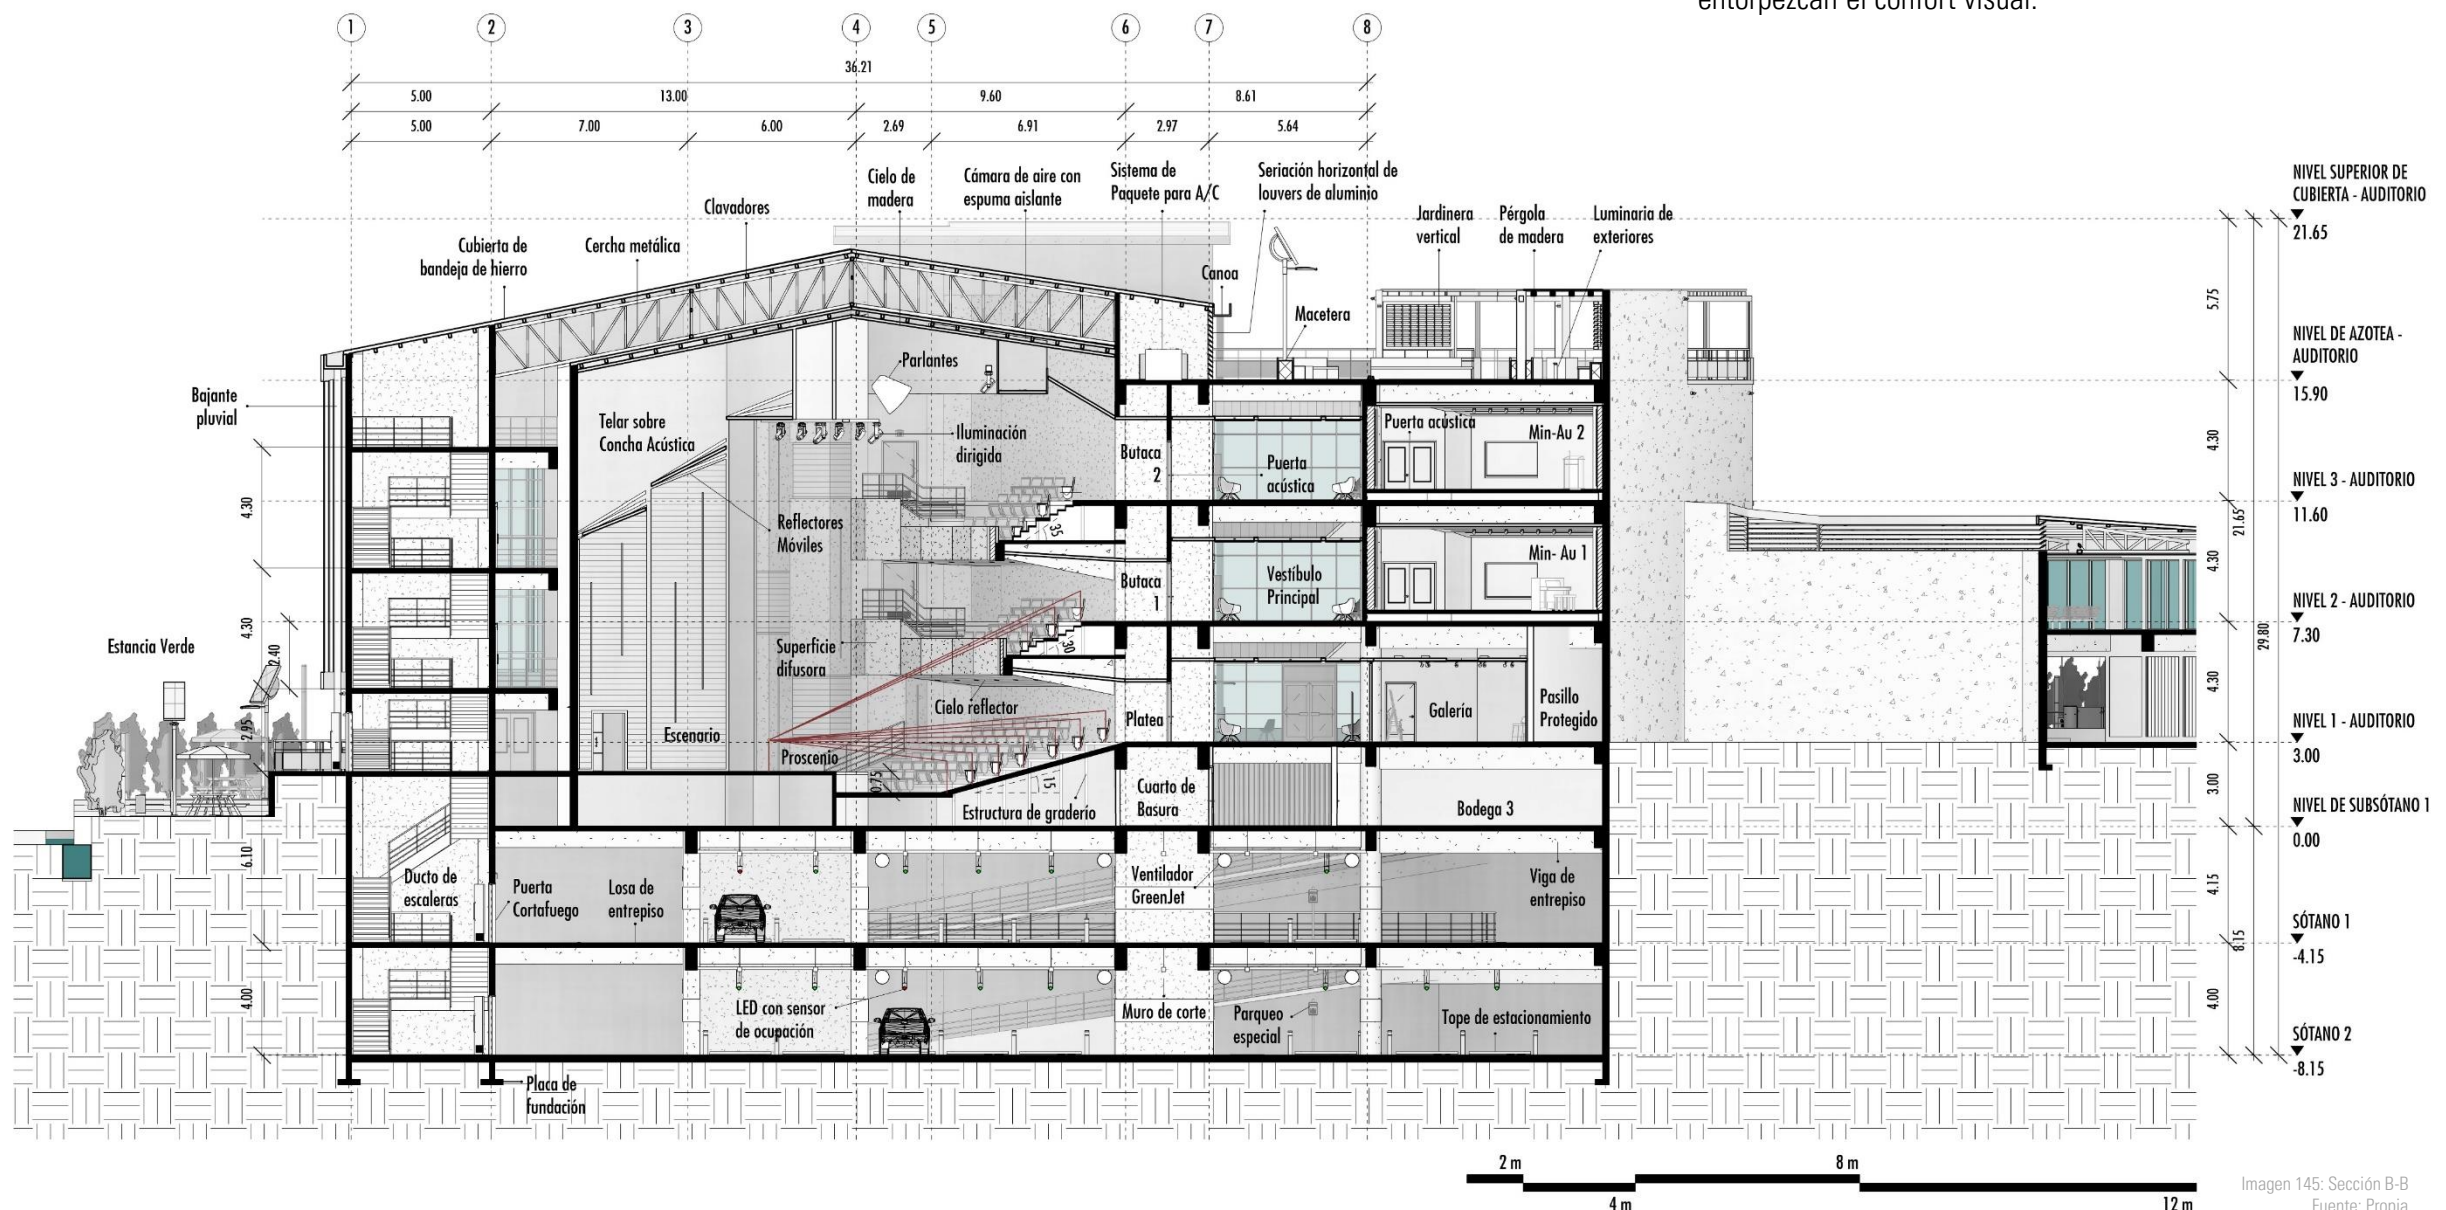 entorpezcan el confort visual.
1 2 3 4 5 6 7 8
36.21
5.00 13.00 9.60 8.61
5.00 7.00 6.00 2.69 6.91 2.97 5.64
Cubierta de
bandeja de hierro
Cercha metálica
Clavadores
Cielo de
madera
Cámara de aire con
espuma aislante
Sistema de
Paquete para A/C
Seriación horizontal de
louvers de aluminio
Canoa
Macetera
Jardinera
vertical
Pérgola
de madera
Luminaria de
exteriores
Bajante
pluvial
Telar sobre
Concha Acústica
Parlantes
Iluminación
dirigida
Reflectores
Móviles
Superficie
difusora
Escenario
Proscenio
Cielo reflector
Estructura de graderío
0.75
15
30
35
Butaca
2
Butaca
1
Platea
Puerta
acústica
Vestíbulo
Principal
Puerta acústica
Min-Au 2
Min- Au 1
Galería
Pasillo
Protegido
Cuarto de
Basura
Bodega 3
Estancia Verde
4.30
4.30
2.40
2.95
6.10
4.00
Ducto de
escaleras
Puerta
Cortafuego
Losa de
entrepiso
Ventilador
GreenJet
Viga de
entrepiso
LED con sensor
de ocupación
Muro de corte
Parqueo
especial
Tope de estacionamiento
Placa de
fundación
5.75
4.30
4.30
4.30
3.00
4.15
4.00
21.65
8.15
29.80
NIVEL SUPERIOR DE
CUBIERTA - AUDITORIO
21.65
NIVEL DE AZOTEA -
AUDITORIO
15.90
NIVEL 3 - AUDITORIO
11.60
NIVEL 2 - AUDITORIO
7.30
NIVEL 1 - AUDITORIO
3.00
NIVEL DE SUBSÓTANO 1
0.00
SÓTANO 1
-4.15
SÓTANO 2
-8.15
2 m 8 m
4 m 12 m
Imagen 145: Sección B-B
Fuente: Propia